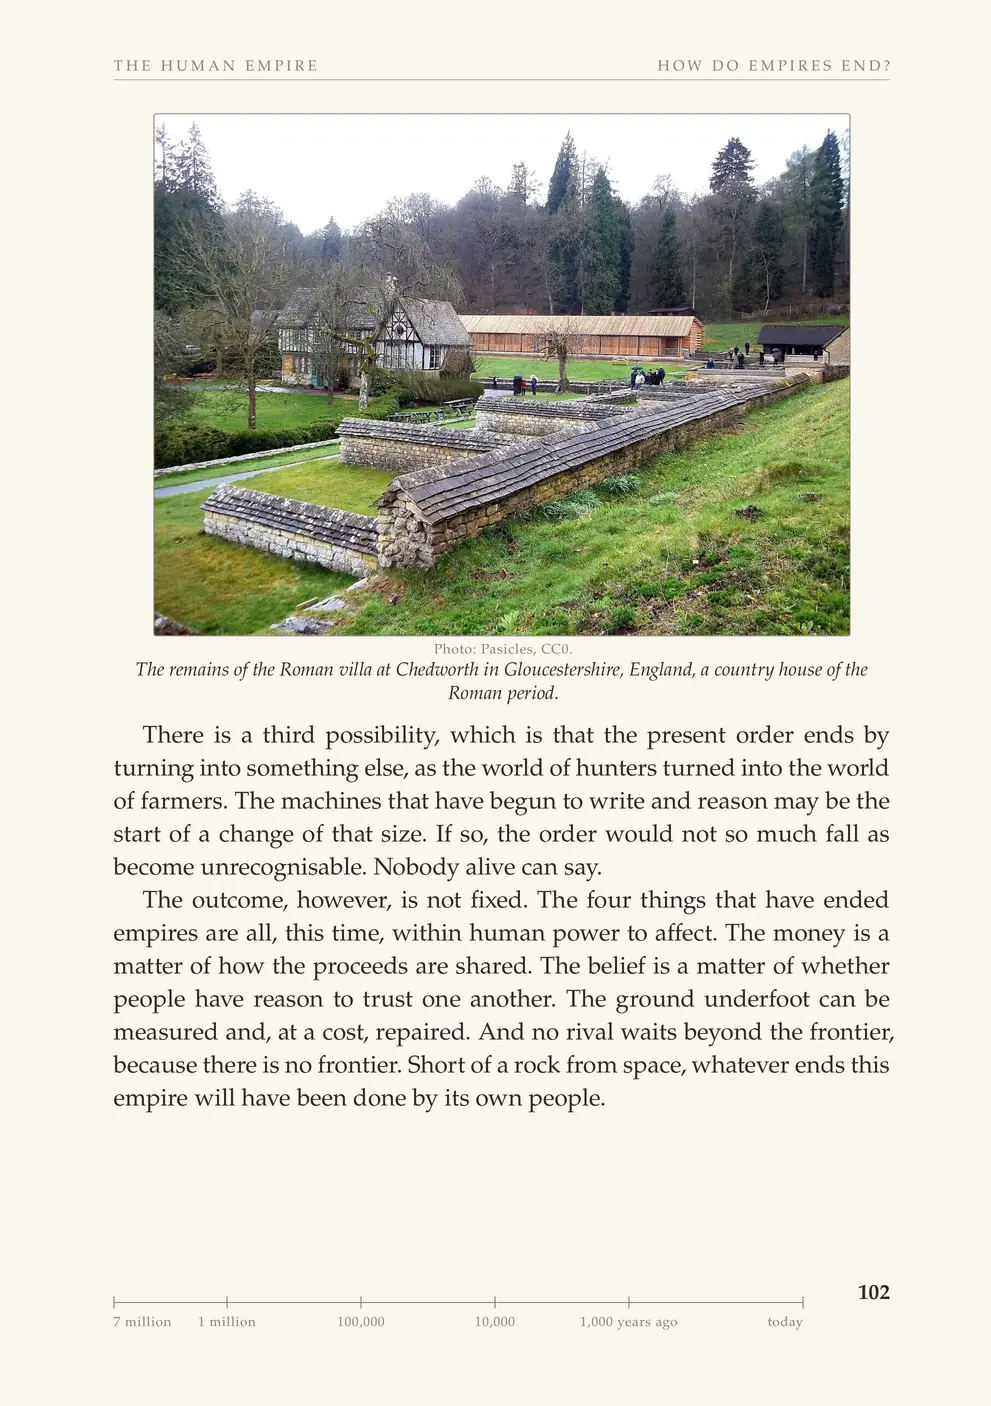 THE HUMAN EMPIRE
HOW DO EMPIRES END?
Photo: Pasicles, CC0.
The remains of the Roman villa at Chedworth in Gloucestershire, England, a country house of the
Roman period.
There is a third possibility, which is that the present order ends by
turning into something else, as the world of hunters turned into the world
of farmers. The machines that have begun to write and reason may be the
start of a change of that size. If so, the order would not so much fall as
become unrecognisable. Nobody alive can say.
The outcome, however, is not fixed. The four things that have ended
empires are all, this time, within human power to affect. The money is a
matter of how the proceeds are shared. The belief is a matter of whether
people have reason to trust one another. The ground underfoot can be
measured and, at a cost, repaired. And no rival waits beyond the frontier,
because there is no frontier. Short of a rock from space, whatever ends this
empire will have been done by its own people.
102
7 million 1 million 100,000 10,000 1,000 years ago today